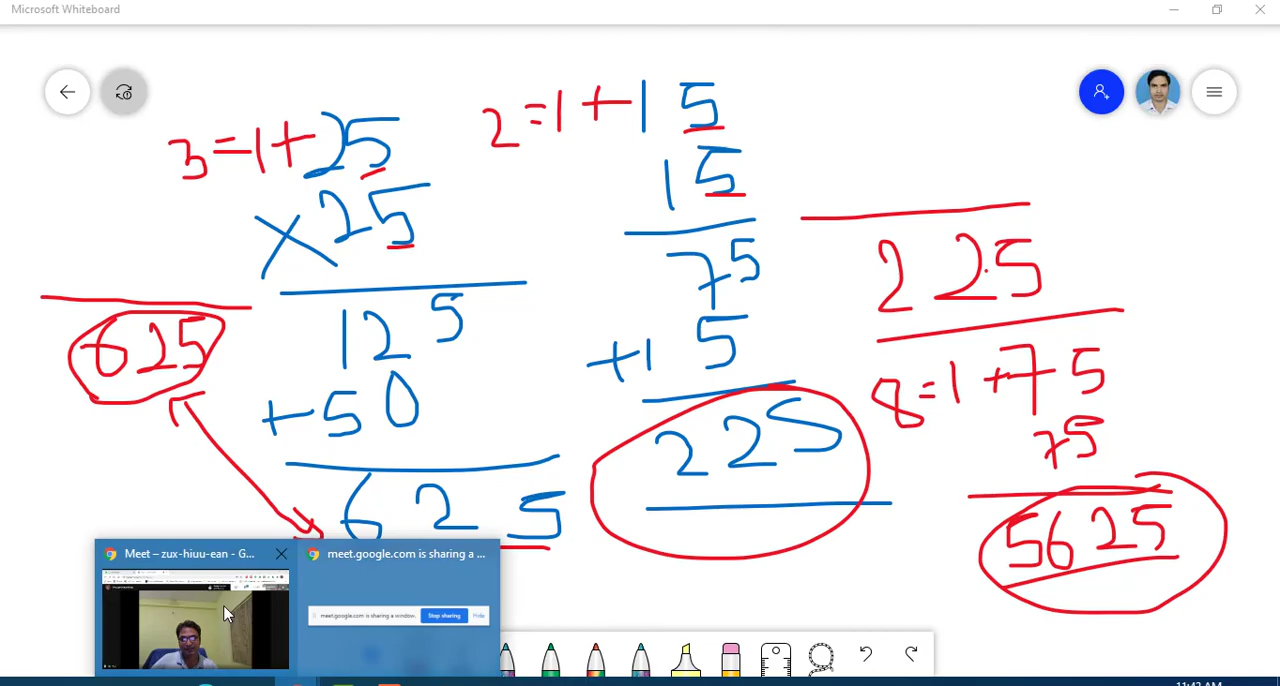 Microsoft Whiteboard
3=1+25
×25
125
+50
625
625
2=1+15
15
75
+15
225
225
8=1+75
75
5625
Meet – zux-hiuu-ean - G...
meet.google.com is sharing a ...
meet.google.com is sharing a window.
Stop sharing
Hide